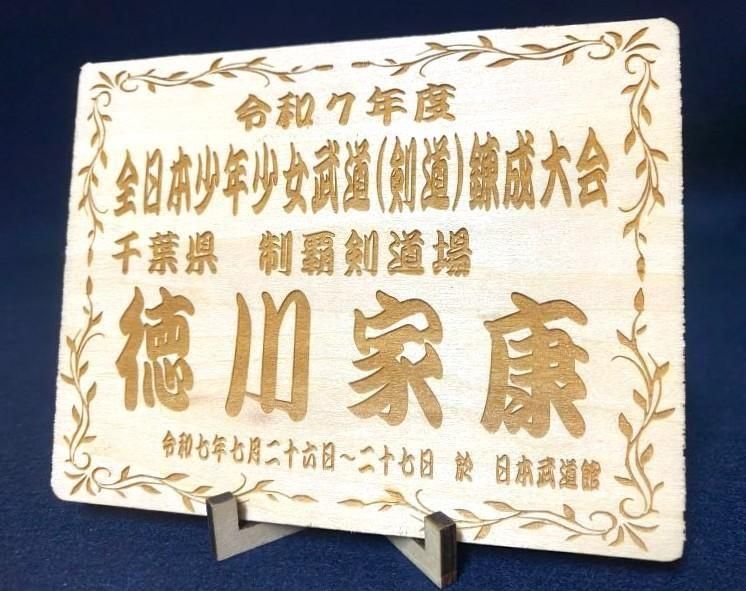 令和7年度
全日本少年少女武道(剣道)錬成大会
千葉県 制覇剣道場
徳川家康
令和七年七月二十六日～二十七日 於 日本武道館